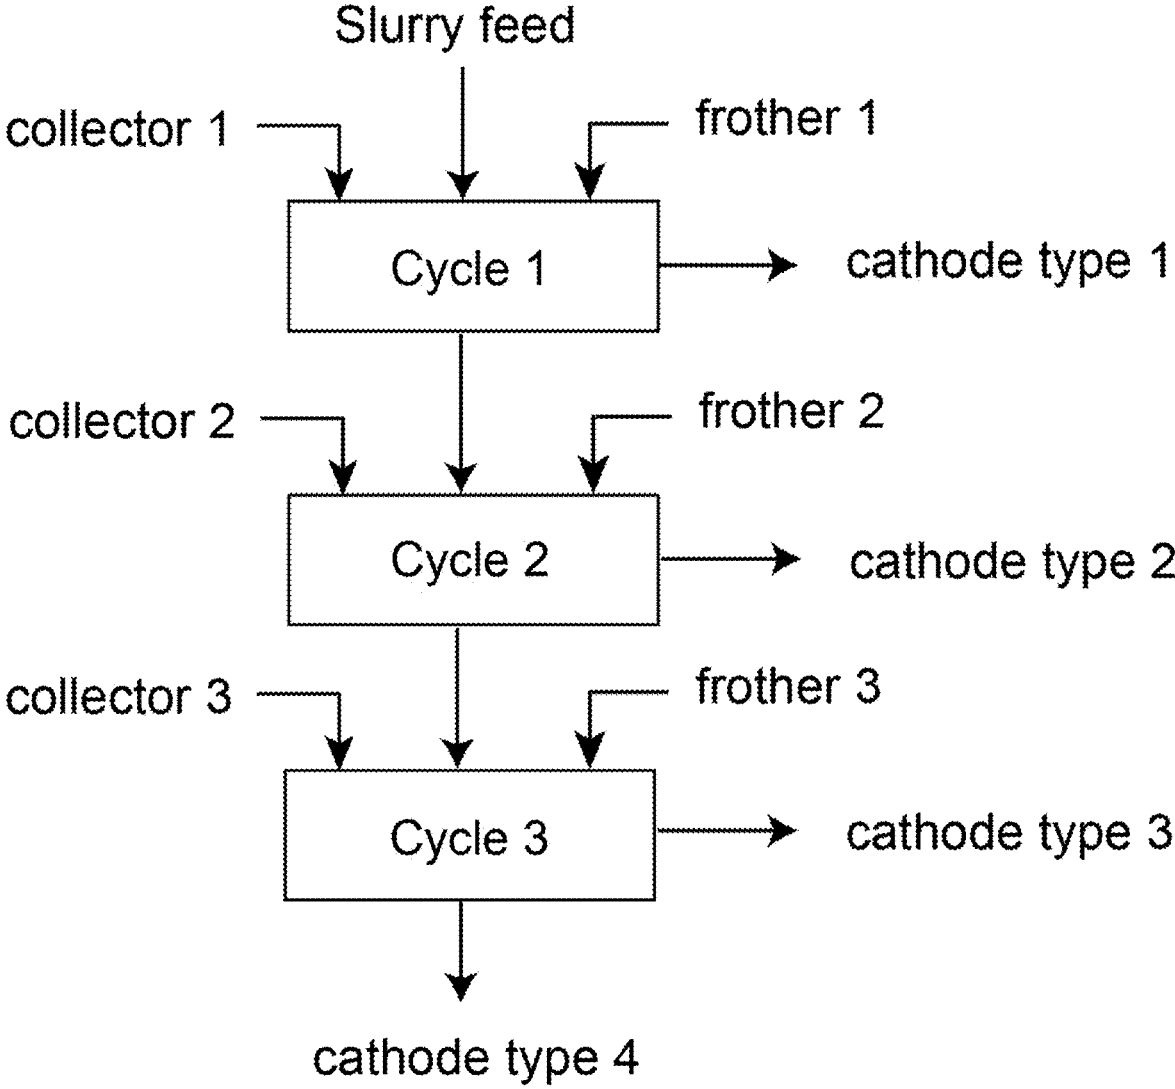 Slurry feed
collector 1
frother 1
Cycle 1
cathode type 1
collector 2
frother 2
Cycle 2
cathode type 2
collector 3
frother 3
Cycle 3
cathode type 3
cathode type 4